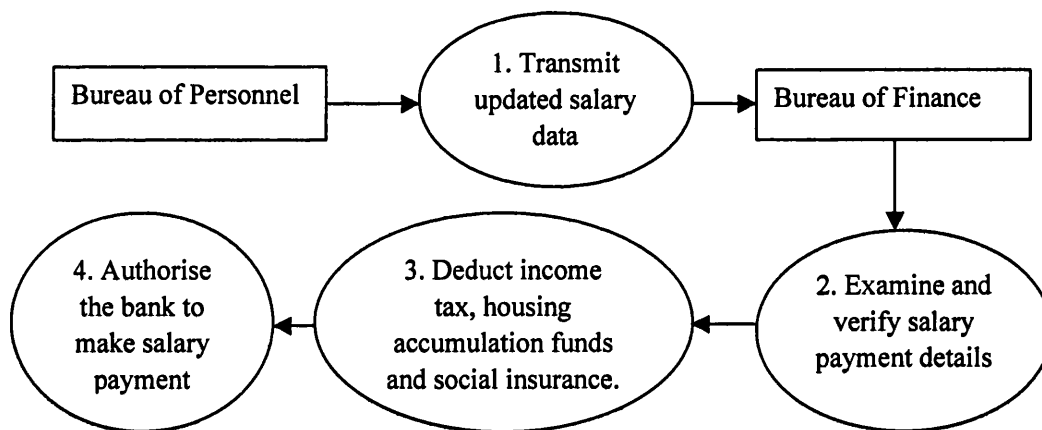 Bureau of Personnel
1. Transmit
updated salary
data
Bureau of Finance
2. Examine and
verify salary
payment details
3. Deduct income
tax, housing
accumulation funds
and social insurance.
4. Authorise
the bank to
make salary
payment